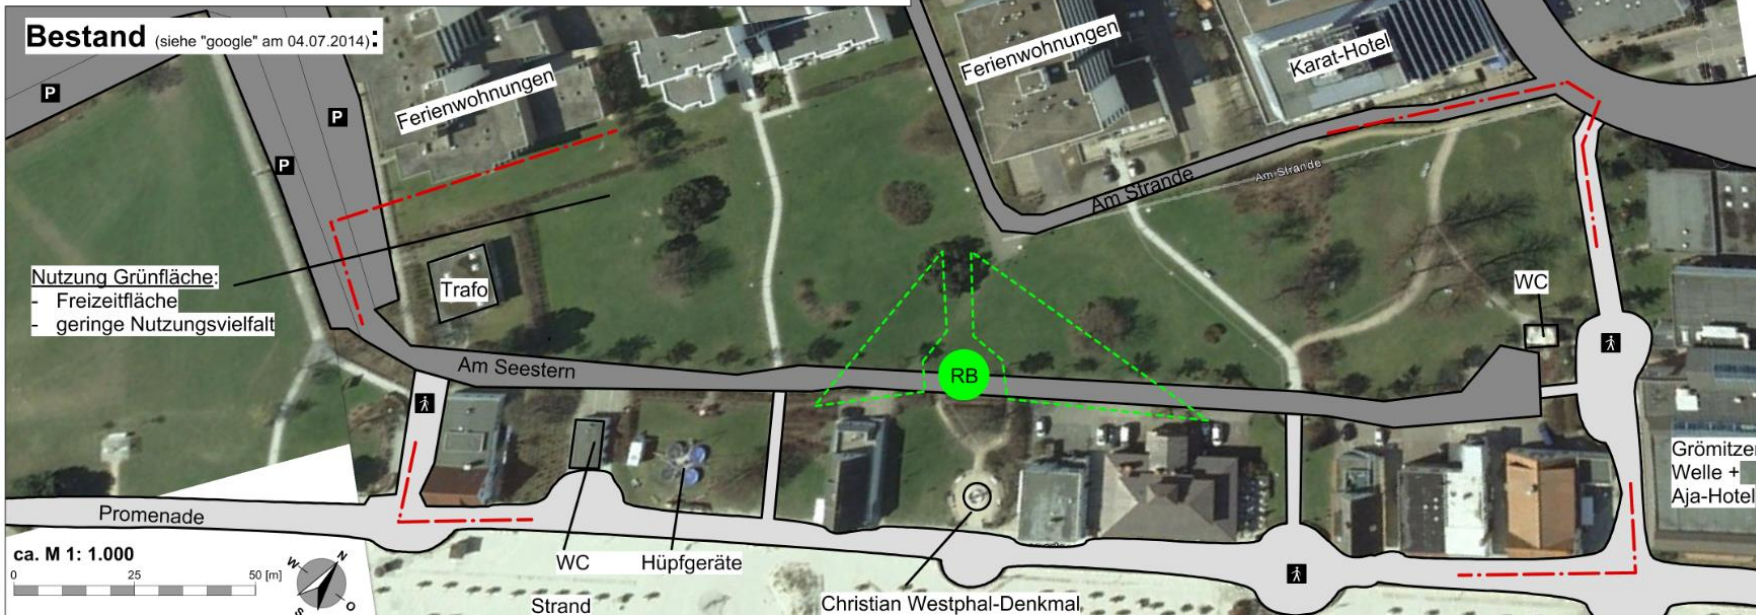 Bestand (siehe "google" am 04.07.2014):
Ferienwohnungen
Ferienwohnungen
Karat-Hotel
P
P
P
Am Strande
Am Strande
Nutzung Grünfläche:
- Freizeitfläche
- geringe Nutzungsvielfalt
Trafo
WC
Am Seestern
RB
Grömitzer
Welle +
Aja-Hotel
Promenade
ca. M 1: 1.000
0 25 50 [m]
N
W
O
S
WC
Hüpfgeräte
Strand
Christian Westphal-Denkmal